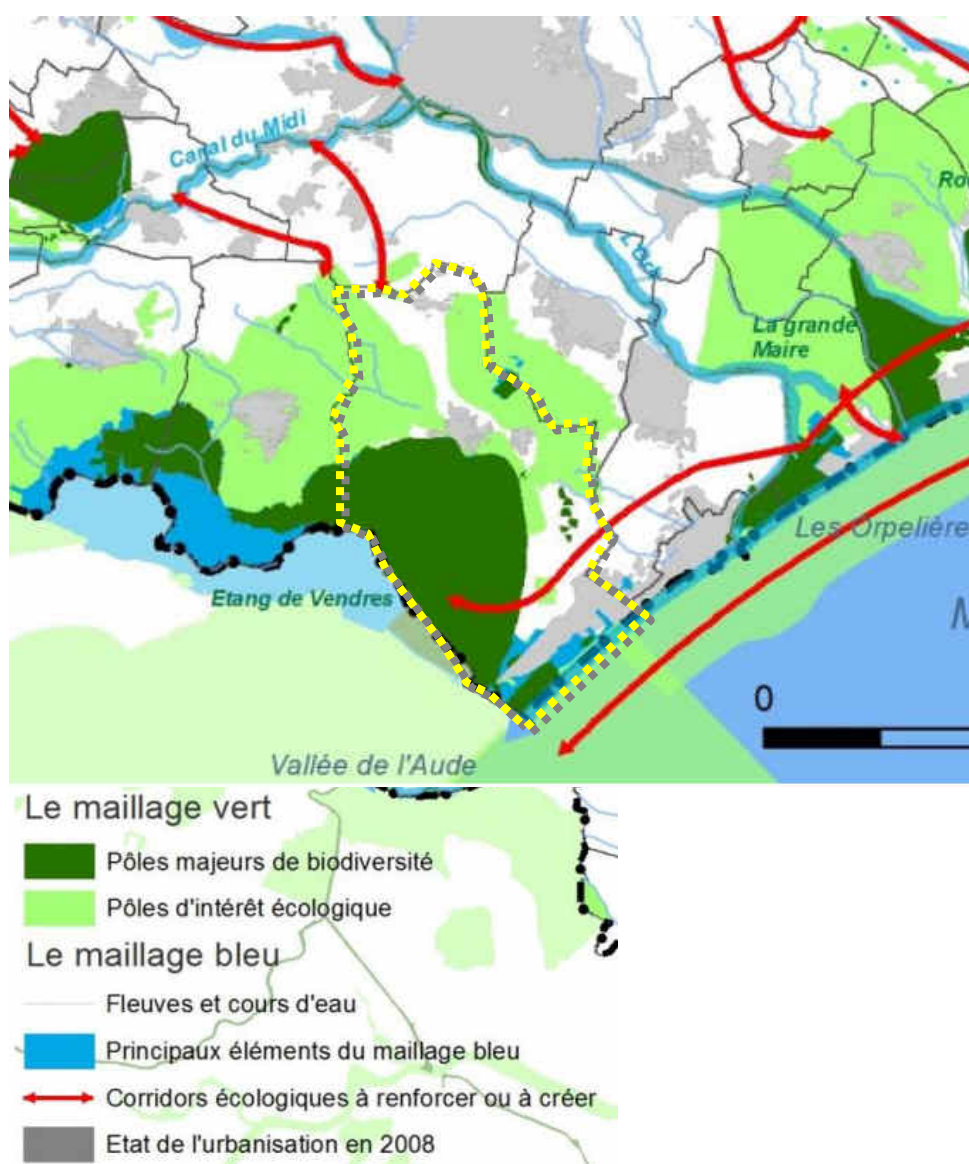 Canal du Midi
L'Orb
La grande
Maire
Les Orpelière
Etang de Vendres
0
Vallée de l'Aude
Le maillage vert
Pôles majeurs de biodiversité
Pôles d'intérêt écologique
Le maillage bleu
Fleuves et cours d'eau
Principaux éléments du maillage bleu
Corridors écologiques à renforcer ou à créer
Etat de l'urbanisation en 2008